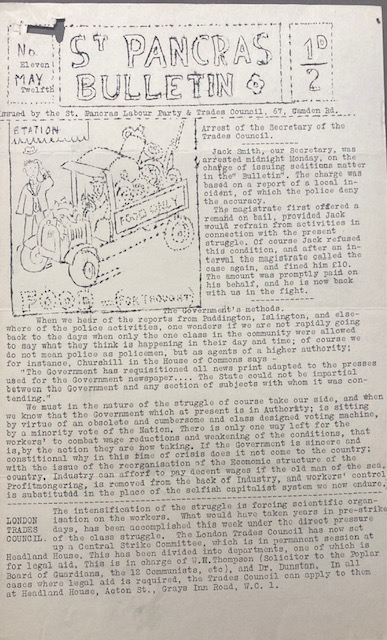 No.
Eleven
MAY
Twelfth
ST PANCRAS
BULLETIN
1D
2
Issued by the St. Pancras Labour Party & Trades Council, 67, Camden Rd.
STATION
FOOD ONLY
FOOD FOR THOUGHT
Arrest of the Secretary of the
Trades Council.
Jack Smith, our Secretary, was
arrested midnight Monday, on the
charge of issuing seditious matter
in the "Bulletin". The charge was
based on a report of a local in-
cident, of which the police deny
the accuracy.
The magistrate first offered a
remand on bail, provided Jack
would refrain from activities in
connection with the present
struggle. Of course Jack refused
this condition, and after an in-
terval the magistrate called the
case again, and fined him £10.
The amount was promptly paid on
his behalf, and he is now back
with us in the fight.
The Government's methods.
When we hear of the reports from Paddington, Islington, and else-
where of the police activities, one wonders if we are not rapidly going
back to the days when only the one class in the community were allowed
to say what they think is happening in their day and time; of course we
do not mean police as policemen, but as agents of a higher authority;
for instance, Churchill in the House of Commons says -
"The Government has requisitioned all news print adapted to the presses
used for the Government newspaper.... The State could not be impartial
between the Government and any section of subjects with whom it was con-
tending."
We must in the nature of the struggle of course take our side, and when
we know that the Government which at present is in Authority; is sitting
by virtue of an obsolete and cumbersome and class designed voting machine,
by a minority vote of the Nation, There is only one way left for the
workers' to combat wage reductions and weakening of the conditions, that
is,by the action they are now taking. If the Government is sincere and
constitutional why in this time of crisis does it not come to the country;
with the issue of the reorganisation of the Economic structure of the
country. Industry can afford to pay decent wages if the old man of the sea,
Profitmongering, is removed from the back of Industry, and workers' control
is substituted in the place of the selfish capitalist system we now endure.
LONDON
TRADES
COUNCIL.
The intensification of the struggle is forcing scientific organ-
isation on the workers. What would have taken years in pre-strike
days, has been accomplished this week under the direct pressure
of the class struggle. The London Trades Council has now set
up a Central Strike Committee, which is in permanent session at
Headland House. This has been divided into departments, one of which is
for legal aid. This is in charge of W.H.Thompson (Solicitor to the Poplar
Board of Guardians, the 12 Communists, etc), and Dr. Dunstan. In all
cases where legal aid is required, the Trades Council can apply to them
at Headland House, Acton St., Grays Inn Road, W.C. 1.